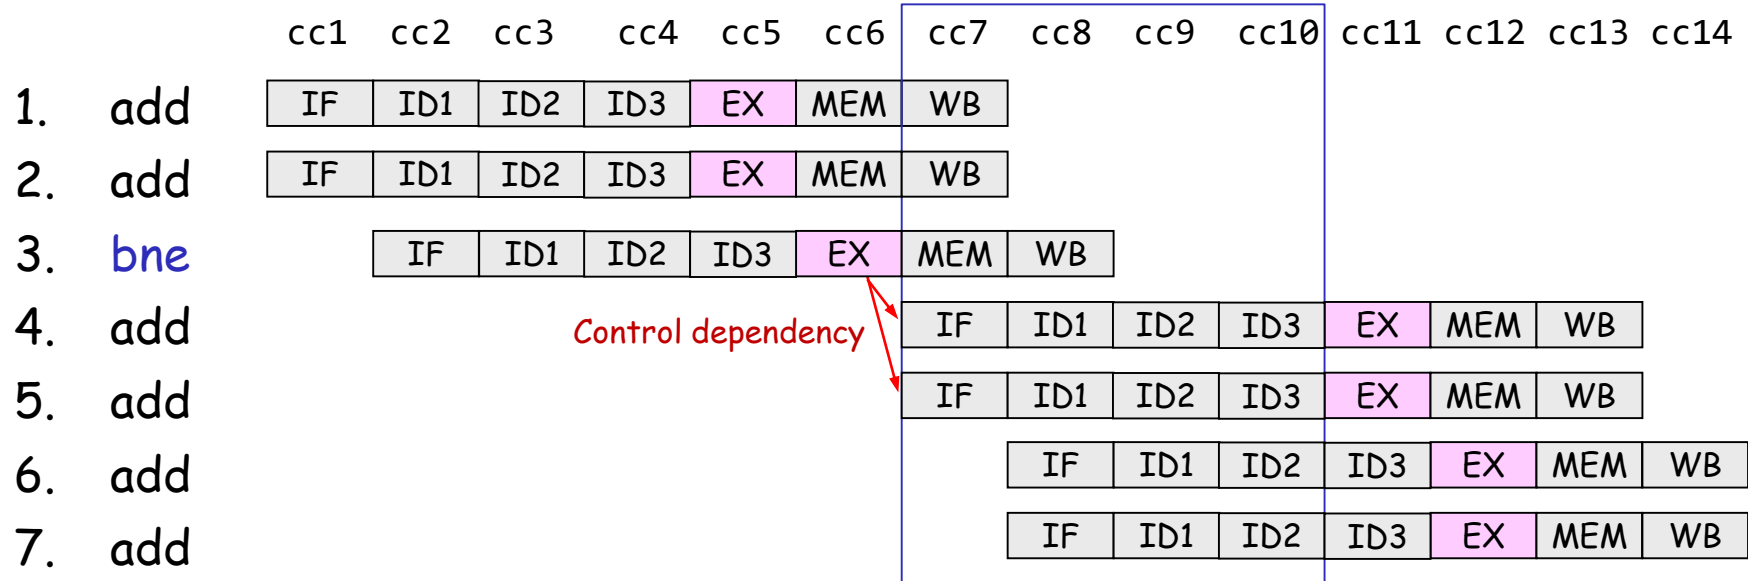 cc1 cc2 cc3 cc4 cc5 cc6 cc7 cc8 cc9 cc10 cc11 cc12 cc13 cc14
1. add IF ID1 ID2 ID3 EX MEM WB
2. add IF ID1 ID2 ID3 EX MEM WB
3. bne IF ID1 ID2 ID3 EX MEM WB
4. add IF ID1 ID2 ID3 EX MEM WB
Control dependency
5. add IF ID1 ID2 ID3 EX MEM WB
6. add IF ID1 ID2 ID3 EX MEM WB
7. add IF ID1 ID2 ID3 EX MEM WB